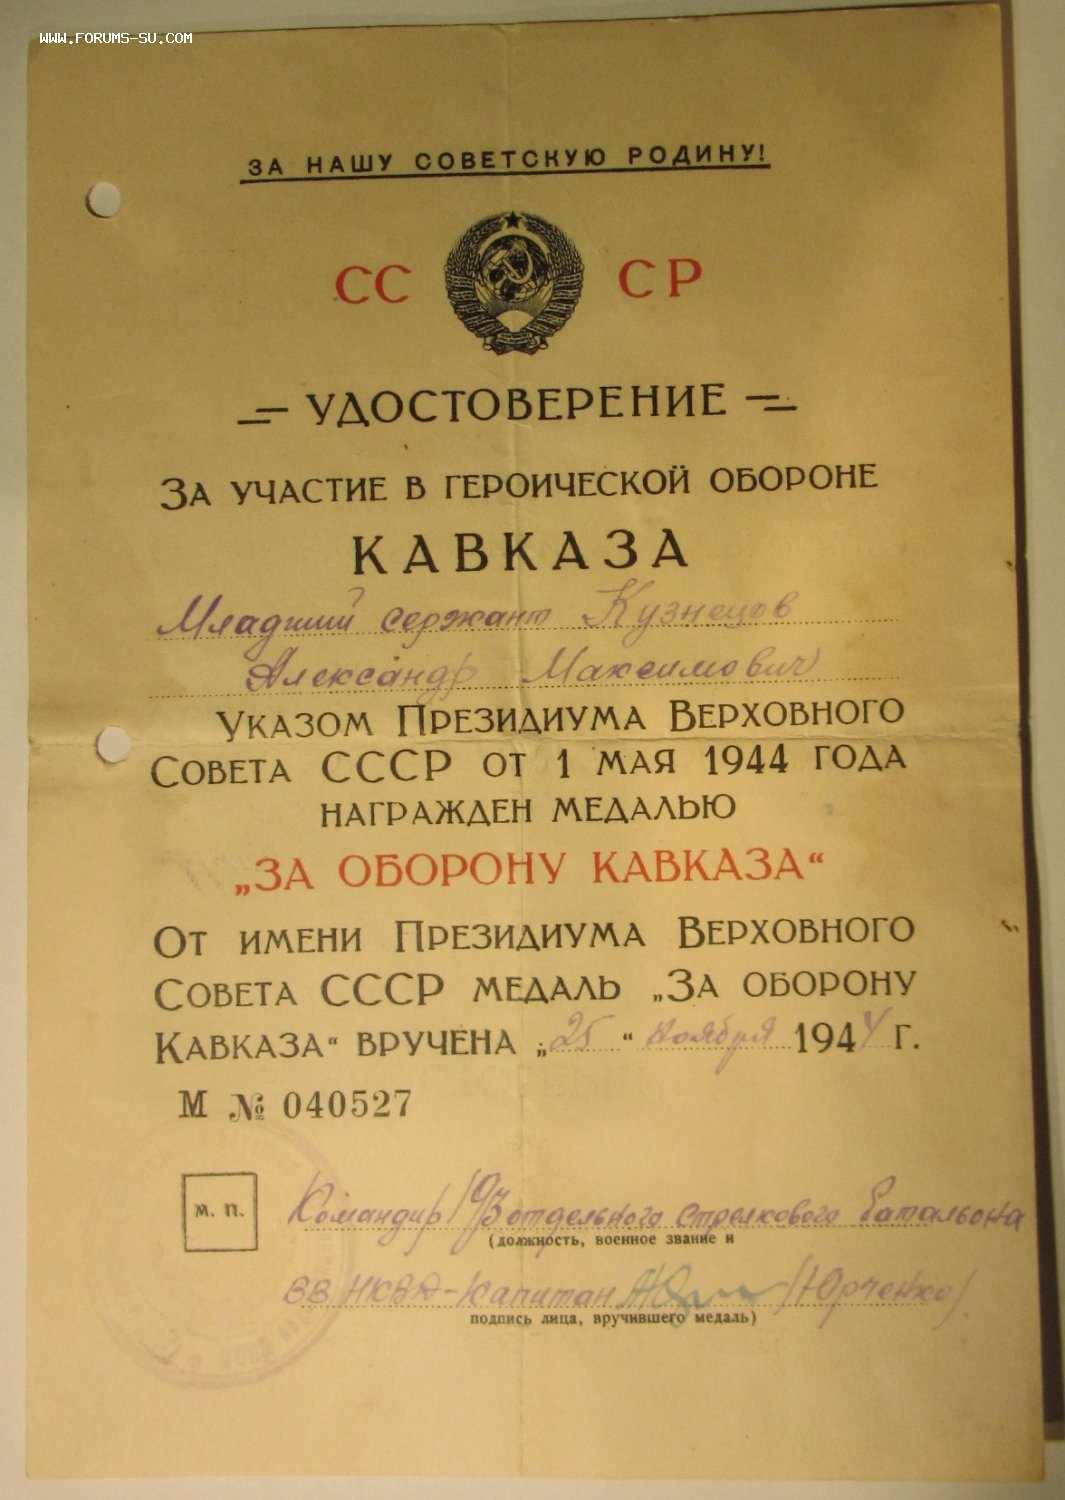 WWW.FORUMS-SU.COM
ЗА НАШУ СОВЕТСКУЮ РОДИНУ!
СС СР
УДОСТОВЕРЕНИЕ
ЗА УЧАСТИЕ В ГЕРОИЧЕСКОЙ ОБОРОНЕ
КАВКАЗА
Младший сержант Кузнецов
Александр Максимович
УКАЗОМ ПРЕЗИДИУМА ВЕРХОВНОГО
СОВЕТА СССР ОТ 1 МАЯ 1944 ГОДА
НАГРАЖДЕН МЕДАЛЬЮ
„ЗА ОБОРОНУ КАВКАЗА“
ОТ ИМЕНИ ПРЕЗИДИУМА ВЕРХОВНОГО
СОВЕТА СССР МЕДАЛЬ „ЗА ОБОРОНУ
КАВКАЗА“ ВРУЧЕНА „25“ ноября 1944 Г.
М № 040527
м. п.
Командир отдельного стрелкового батальона
(должность, военное звание и
ВВ НКВД - Капитан /Юрченко/
подпись лица, вручившего медаль)